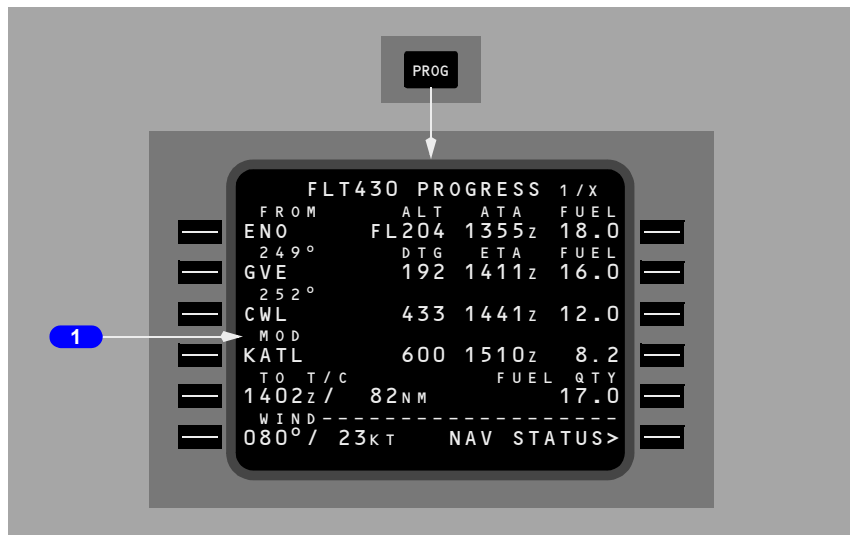 PROG
FLT430 PROGRESS 1/X
FROM ALT ATA FUEL
ENO FL204 1355z 18.0
249° DTG ETA FUEL
GVE 192 1411z 16.0
252°
CWL 433 1441z 12.0
1
MOD
KATL 600 1510z 8.2
TO T/C FUEL QTY
1402z/ 82NM 17.0
WIND--------------------
080°/ 23KT NAV STATUS>